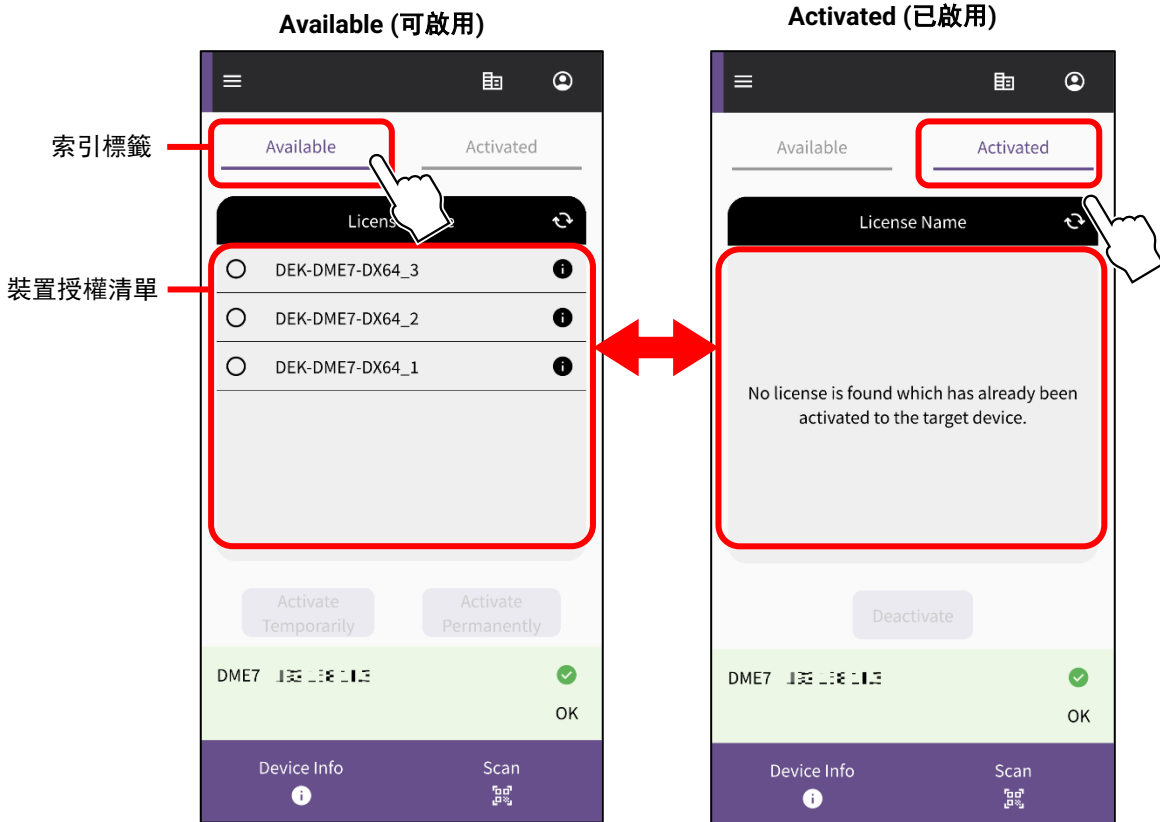 Available (可啟用)
Activated (已啟用)
索引標籤
裝置授權清單
Available
Activated
DEK-DME7-DX64_3
DEK-DME7-DX64_2
DEK-DME7-DX64_1
Activate
Temporarily
Activate
Permanently
DME7
OK
Device Info
Scan
Available
Activated
License Name
No license is found which has already been
activated to the target device.
Deactivate
DME7
OK
Device Info
Scan